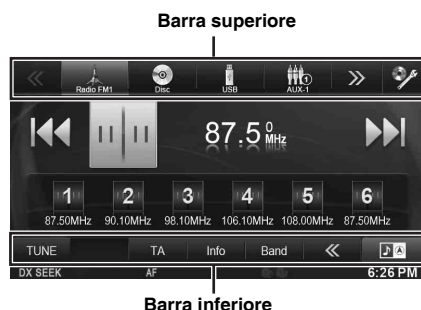 Barra superiore
Radio FM1 Disc USB AUX-1
87.50 MHz
1 2 3 4 5 6
87.50MHz 90.10MHz 98.10MHz 106.10MHz 108.00MHz 87.50MHz
TUNE TA Info Band
DX SEEK AF 6:26 PM
Barra inferiore